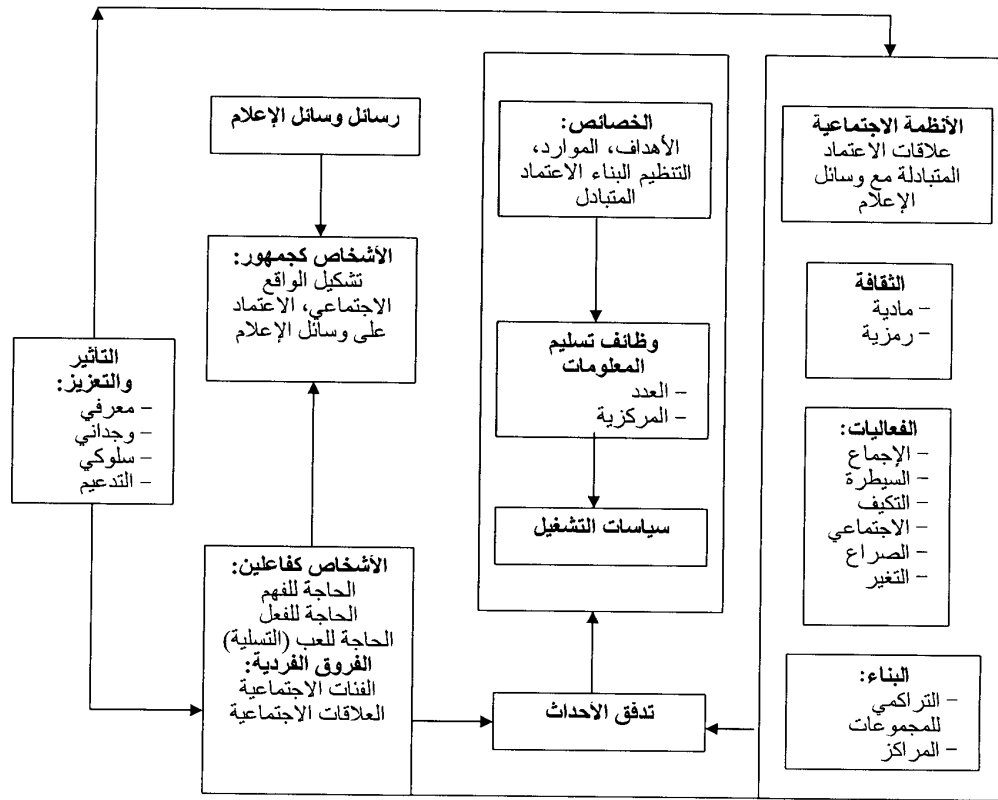 الأنظمة الاجتماعية
علاقات الاعتماد
المتبادلة مع وسائل
الإعلام
الثقافة
– مادية
– رمزية
الفعاليات:
– الإجماع
– السيطرة
– التكيف
– الاجتماعي
– الصراع
– التغير
البناء:
– التراكمي
للمجموعات
– المراكز
الخصائص:
الأهداف، الموارد،
التنظيم البناء الاعتماد
المتبادل
وظائف تسليم
المعلومات
– العدد
– المركزية
سياسات التشغيل
تدفق الأحداث
رسائل وسائل الإعلام
الأشخاص كجمهور:
تشكيل الواقع
الاجتماعي، الاعتماد
على وسائل الإعلام
الأشخاص كفاعلين:
الحاجة للفهم
الحاجة للفعل
الحاجة للعب (التسلية)
الفروق الفردية:
الفئات الاجتماعية
العلاقات الاجتماعية
التأثير
والتعزيز:
– معرفي
– وجداني
– سلوكي
– التدعيم